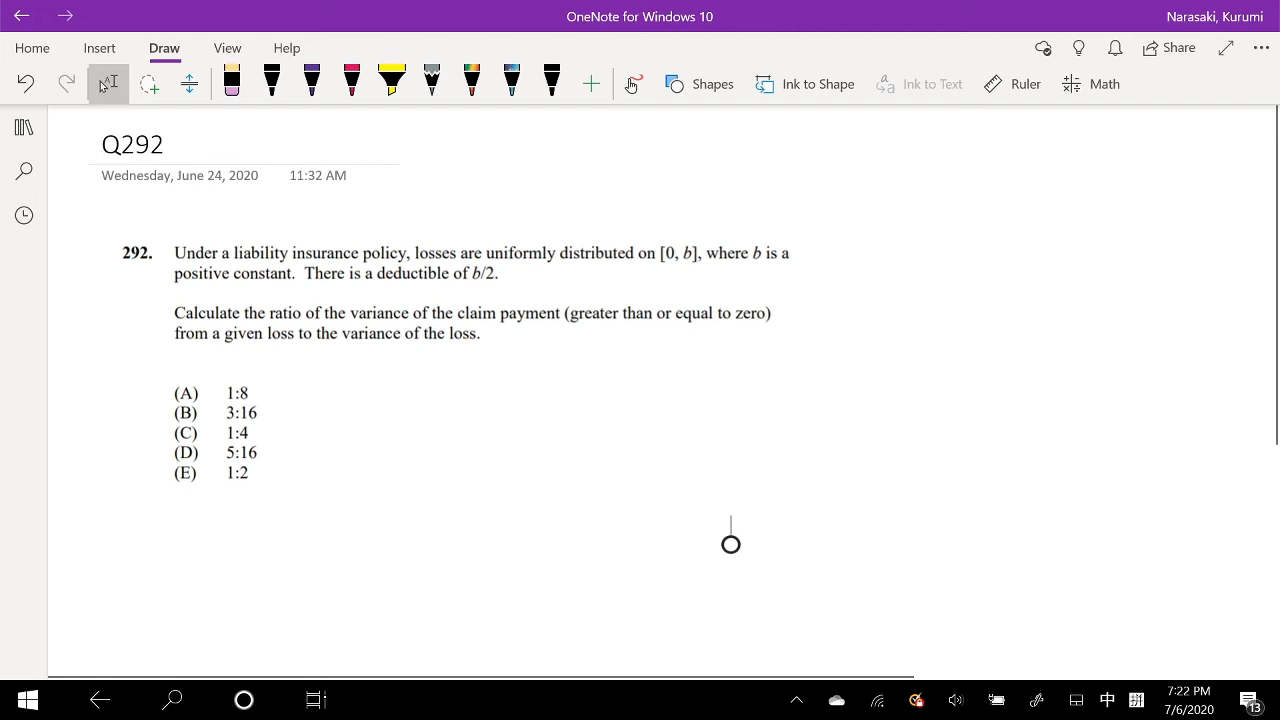 OneNote for Windows 10
Narasaki, Kurumi
Home Insert Draw View Help
Share
Shapes Ink to Shape Ink to Text Ruler Math
Q292
Wednesday, June 24, 2020 11:32 AM
292. Under a liability insurance policy, losses are uniformly distributed on [0, b], where b is a
positive constant. There is a deductible of b/2.
Calculate the ratio of the variance of the claim payment (greater than or equal to zero)
from a given loss to the variance of the loss.
(A) 1:8
(B) 3:16
(C) 1:4
(D) 5:16
(E) 1:2
中
7:22 PM
7/6/2020
13